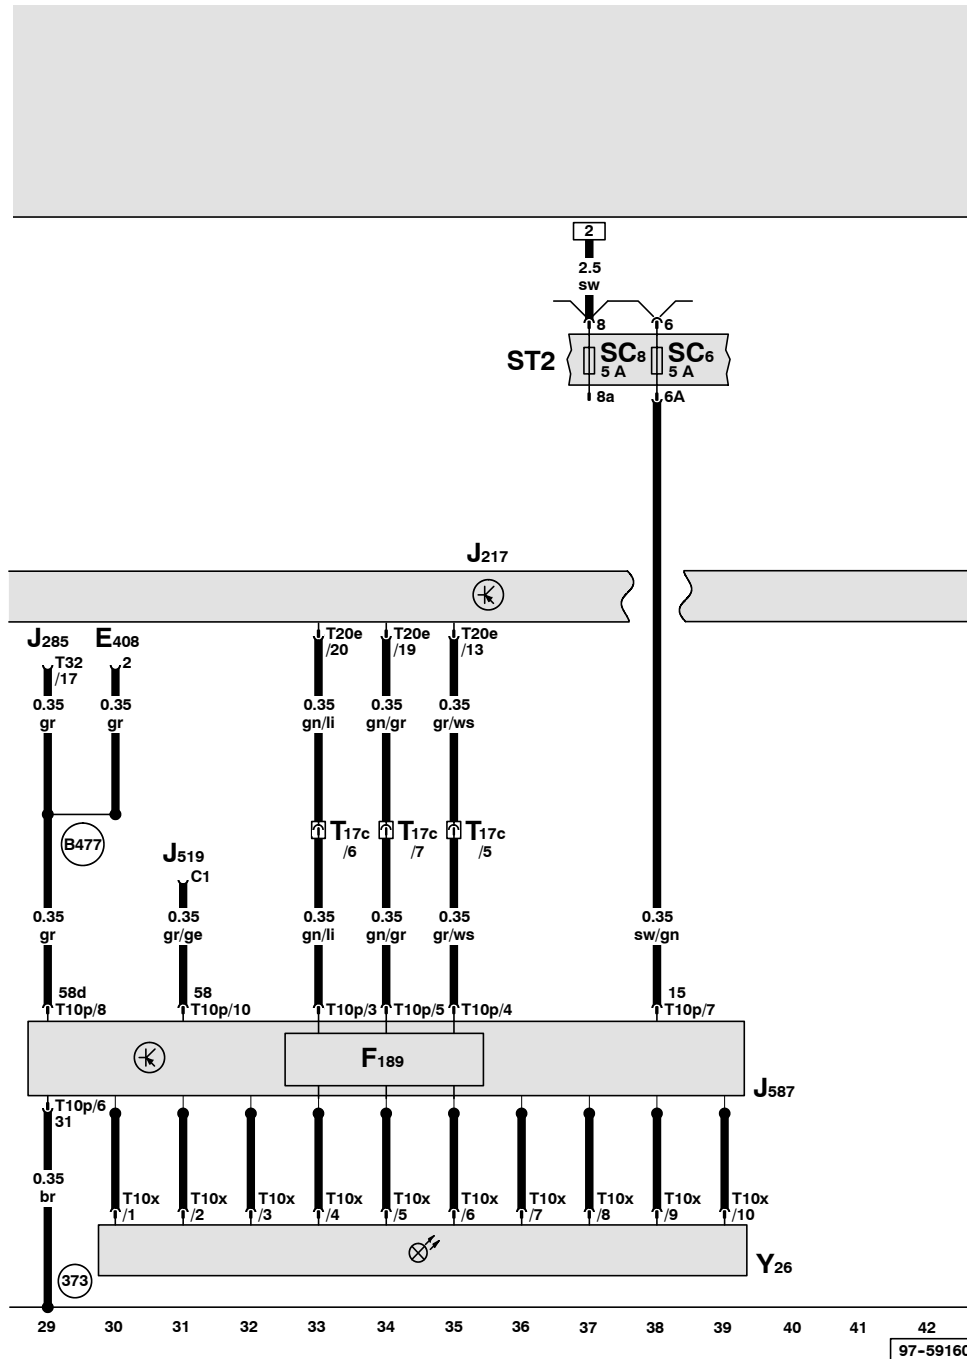 2
2.5
sw
8 6
ST2 SC8 SC6
5 A 5 A
8a 6A
J217
J285 E408
T32
/17
2
T20e
/20
T20e
/19
T20e
/13
0.35 0.35 0.35 0.35 0.35
gr gr gn/li gn/gr gr/ws
B477
T17c
/6
T17c
/7
T17c
/5
J519
C1
0.35 0.35 0.35 0.35 0.35 0.35
gr gr/ge gn/li gn/gr gr/ws sw/gn
58d 58 15
T10p/8 T10p/10 T10p/3 T10p/5 T10p/4 T10p/7
F189
J587
T10p/6
31
0.35
br
T10x T10x T10x T10x T10x T10x T10x T10x T10x T10x
/1 /2 /3 /4 /5 /6 /7 /8 /9 /10
Y26
373
29 30 31 32 33 34 35 36 37 38 39 40 41 42
97-59160